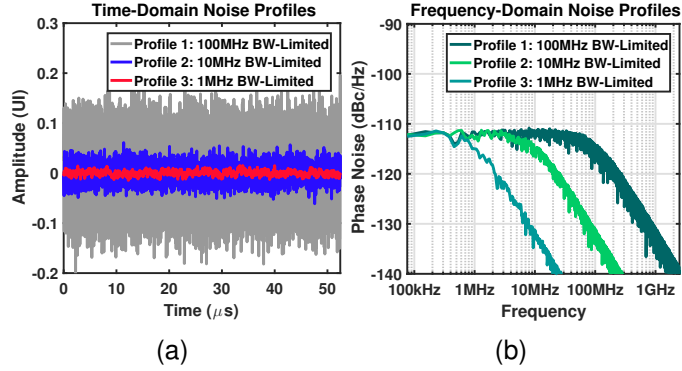 Time-Domain Noise Profiles
0.3
0.2
0.1
0
-0.1
-0.2
Amplitude (UI)
Profile 1: 100MHz BW-Limited
Profile 2: 10MHz BW-Limited
Profile 3: 1MHz BW-Limited
0 10 20 30 40 50
Time (μs)
(a)
Frequency-Domain Noise Profiles
-90
-100
-110
-120
-130
-140
Phase Noise (dBc/Hz)
Profile 1: 100MHz BW-Limited
Profile 2: 10MHz BW-Limited
Profile 3: 1MHz BW-Limited
100kHz 1MHz 10MHz 100MHz 1GHz
Frequency
(b)